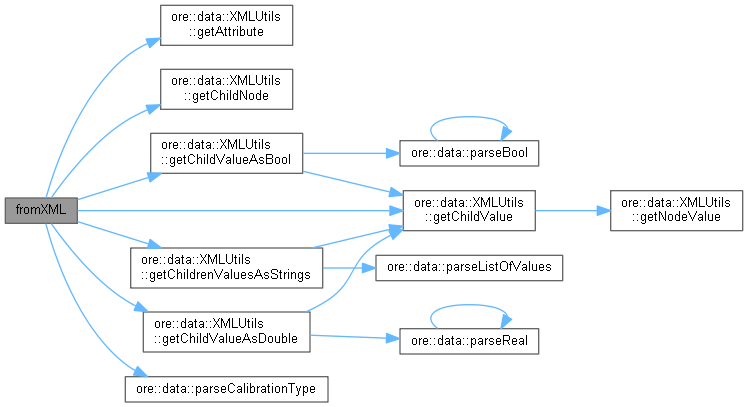 ore::data::XMLUtils
::getAttribute
ore::data::XMLUtils
::getChildNode
ore::data::XMLUtils
::getChildValueAsBool
ore::data::parseBool
fromXML
ore::data::XMLUtils
::getChildValue
ore::data::XMLUtils
::getNodeValue
ore::data::XMLUtils
::getChildrenValuesAsStrings
ore::data::parseListOfValues
ore::data::XMLUtils
::getChildValueAsDouble
ore::data::parseReal
ore::data::parseCalibrationType